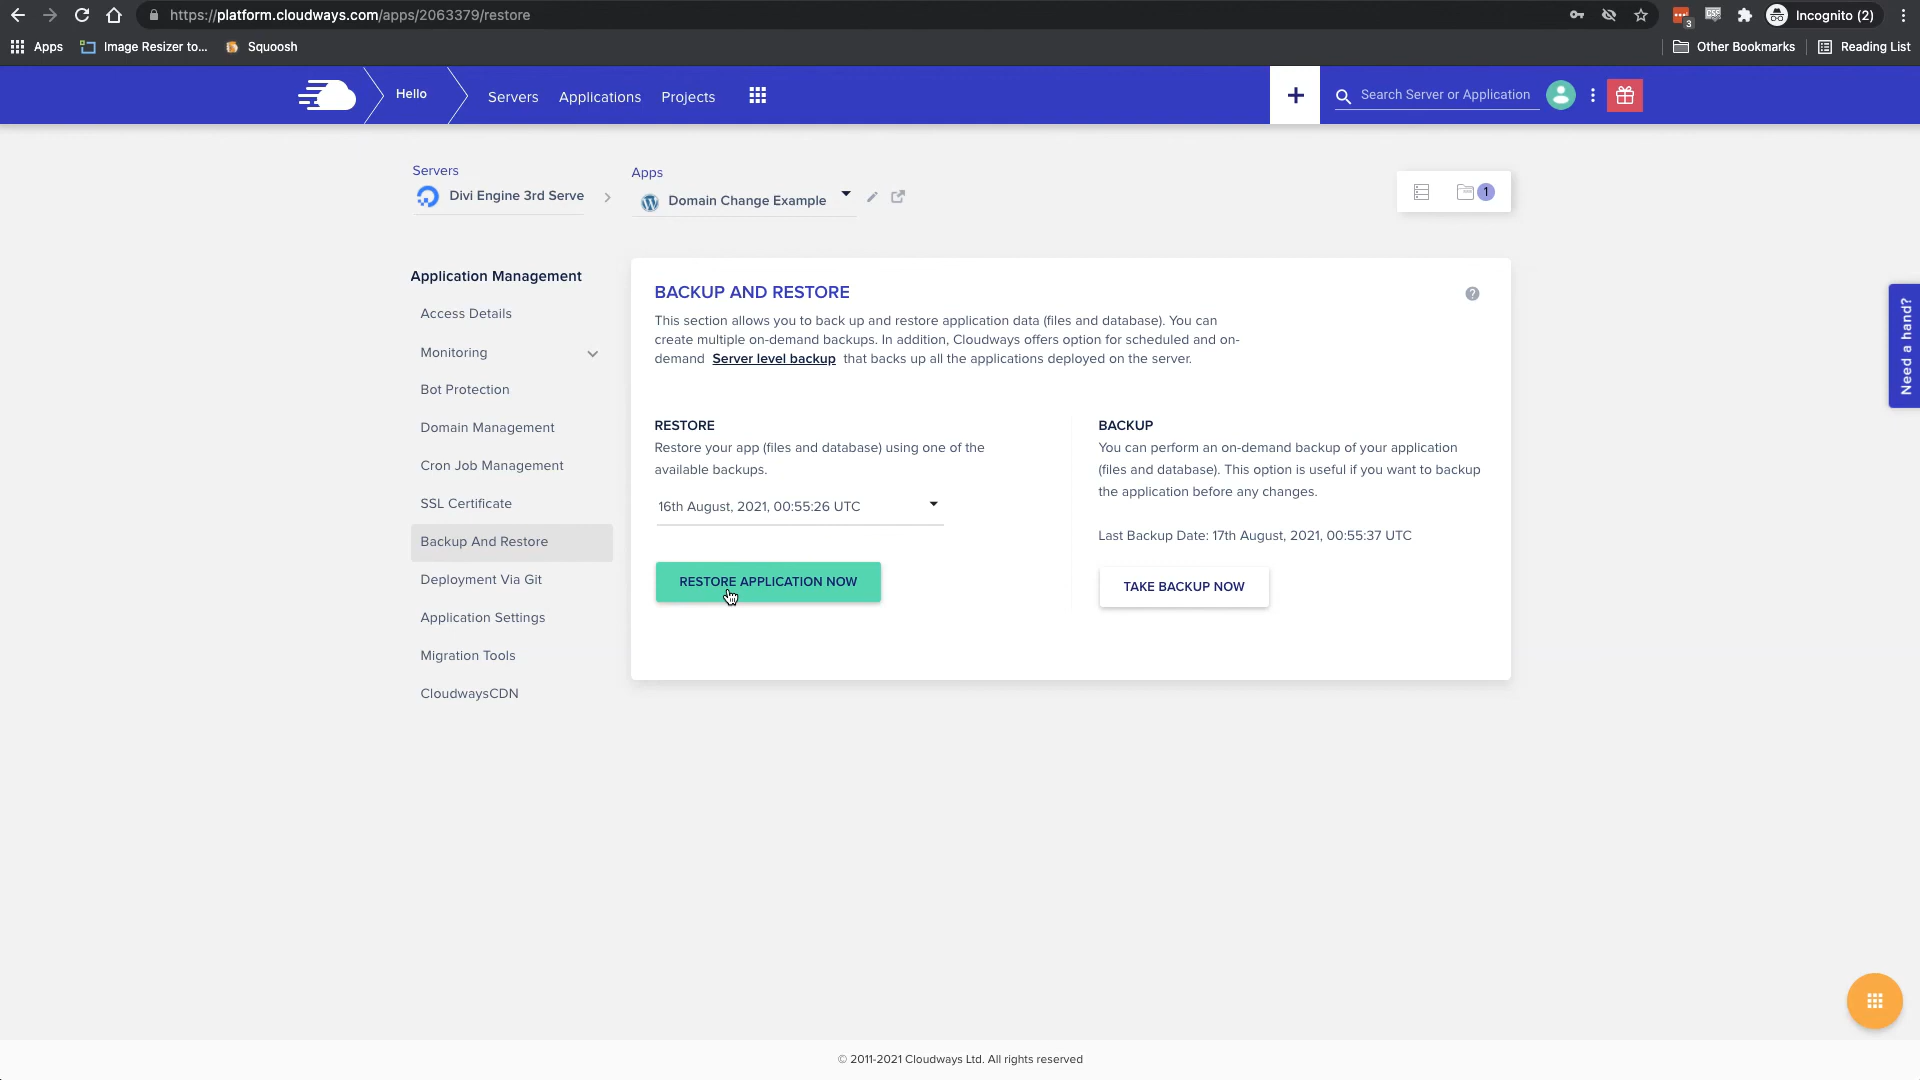 https://platform.cloudways.com/apps/2063379/restore
3
GSF
Incognito (2)
Apps
Image Resizer to...
Squoosh
Other Bookmarks
Reading List
Hello
Servers
Applications
Projects
Search Server or Application
Servers
Divi Engine 3rd Serve
Apps
Domain Change Example
1
Need a hand?
Application Management
Access Details
Monitoring
Bot Protection
Domain Management
Cron Job Management
SSL Certificate
Backup And Restore
Deployment Via Git
Application Settings
Migration Tools
CloudwaysCDN
BACKUP AND RESTORE
This section allows you to back up and restore application data (files and database). You can
create multiple on-demand backups. In addition, Cloudways offers option for scheduled and on-
demand Server level backup that backs up all the applications deployed on the server.
RESTORE
Restore your app (files and database) using one of the
available backups.
16th August, 2021, 00:55:26 UTC
RESTORE APPLICATION NOW
BACKUP
You can perform an on-demand backup of your application
(files and database). This option is useful if you want to backup
the application before any changes.
Last Backup Date: 17th August, 2021, 00:55:37 UTC
TAKE BACKUP NOW
© 2011-2021 Cloudways Ltd. All rights reserved